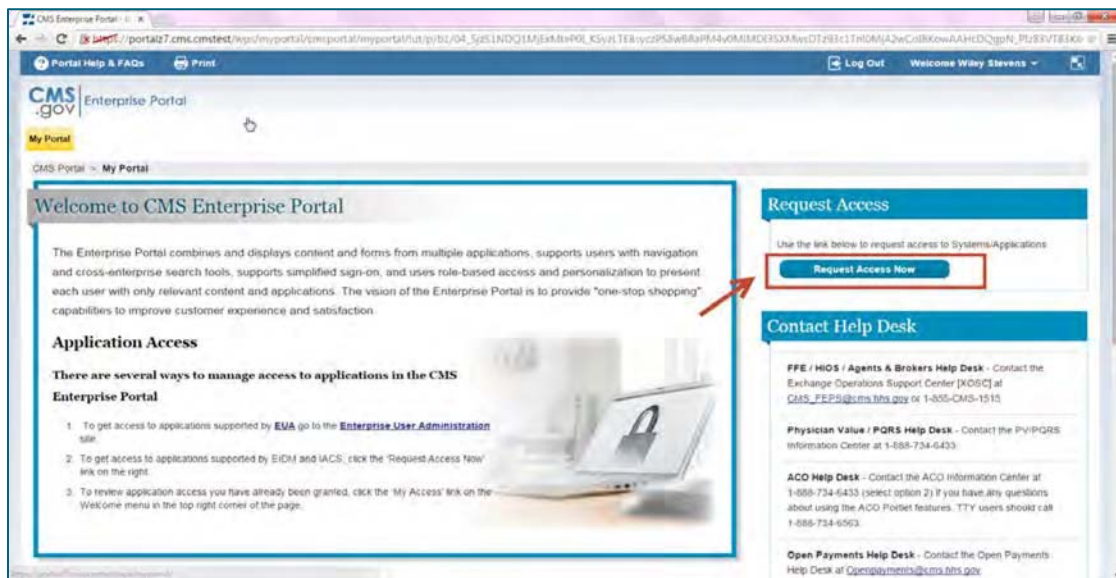 CMS Enterprise Portal
Portal Help & FAQs
Print
Log Out
Welcome Wiley Stevens
CMS
.gov
Enterprise Portal
My Portal
CMS Portal > My Portal
Welcome to CMS Enterprise Portal
The Enterprise Portal combines and displays content and forms from multiple applications, supports users with navigation
and cross-enterprise search tools, supports simplified sign-on, and uses role-based access and personalization to present
each user with only relevant content and applications. The vision of the Enterprise Portal is to provide "one-stop shopping"
capabilities to improve customer experience and satisfaction
Application Access
There are several ways to manage access to applications in the CMS
Enterprise Portal
1. To get access to applications supported by EUA go to the Enterprise User Administration
site.
2. To get access to applications supported by EIDM and IACS, click the 'Request Access Now'
link on the right.
3. To review application access you have already been granted, click the 'My Access' link on the
Welcome menu in the top right corner of the page.
Request Access
Use the link below to request access to Systems/Applications
Request Access Now
Contact Help Desk
FFE / HIOS / Agents & Brokers Help Desk - Contact the
Exchange Operations Support Center [XOSC] at
CMS_FEPS@cms.hhs.gov or 1-855-CMS-1515
Physician Value / PQRS Help Desk - Contact the PV/PQRS
Information Center at 1-888-734-6433.
ACO Help Desk - Contact the ACO Information Center at
1-888-734-6433 (select option 2) if you have any questions
about using the ACO Portlet features. TTY users should call
1-888-734-6563.
Open Payments Help Desk - Contact the Open Payments
Help Desk at Openpayments@cms.hhs.gov